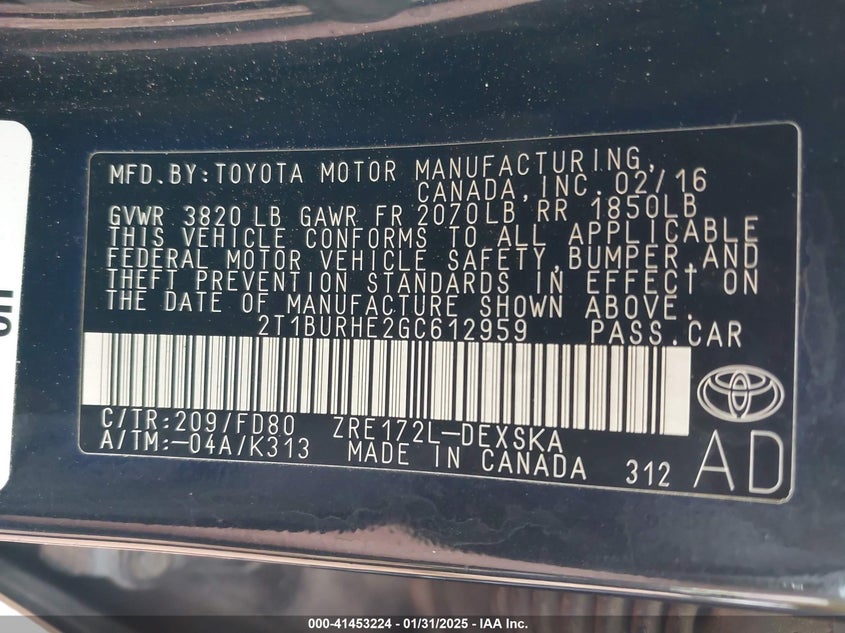 MFD.BY:TOYOTA MOTOR MANUFACTURING,
CANADA,INC. 02/16
GVWR 3820 LB GAWR FR 2070LB RR 1850LB
THIS VEHICLE CONFORMS TO ALL APPLICABLE
FEDERAL MOTOR VEHICLE SAFETY,BUMPER,AND
THEFT PREVENTION STANDARDS IN EFFECT ON
THE DATE OF MANUFACTURE SHOWN ABOVE.
2T1BURHE2GC612959 PASS.CAR
C/TR:209/FD80 ZRE172L-DEXSKA
A/TM:-04A/K313 MADE IN CANADA 312 AD
000-41453224 - 01/31/2025 - IAA Inc.